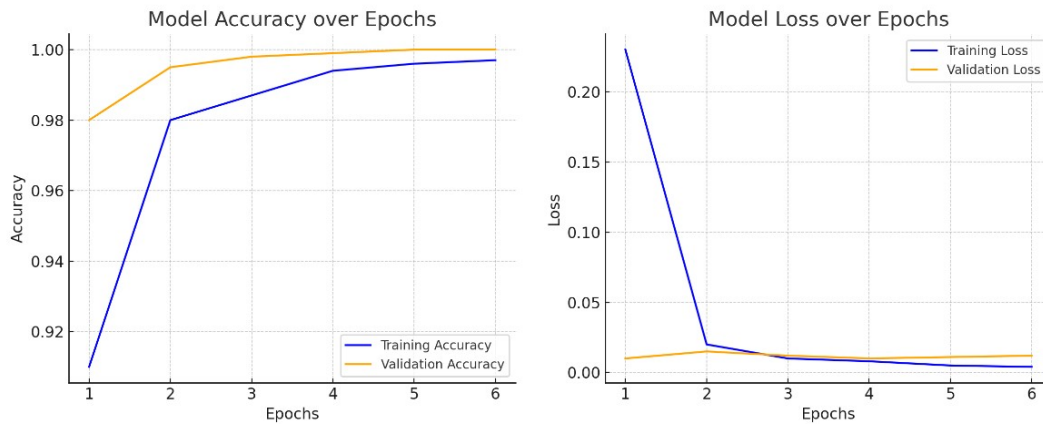 Model Accuracy over Epochs
1.00
0.98
0.96
0.94
0.92
Accuracy
1 2 3 4 5 6
Epochs
Training Accuracy
Validation Accuracy
Model Loss over Epochs
0.20
0.15
0.10
0.05
0.00
Loss
1 2 3 4 5 6
Epochs
Training Loss
Validation Loss